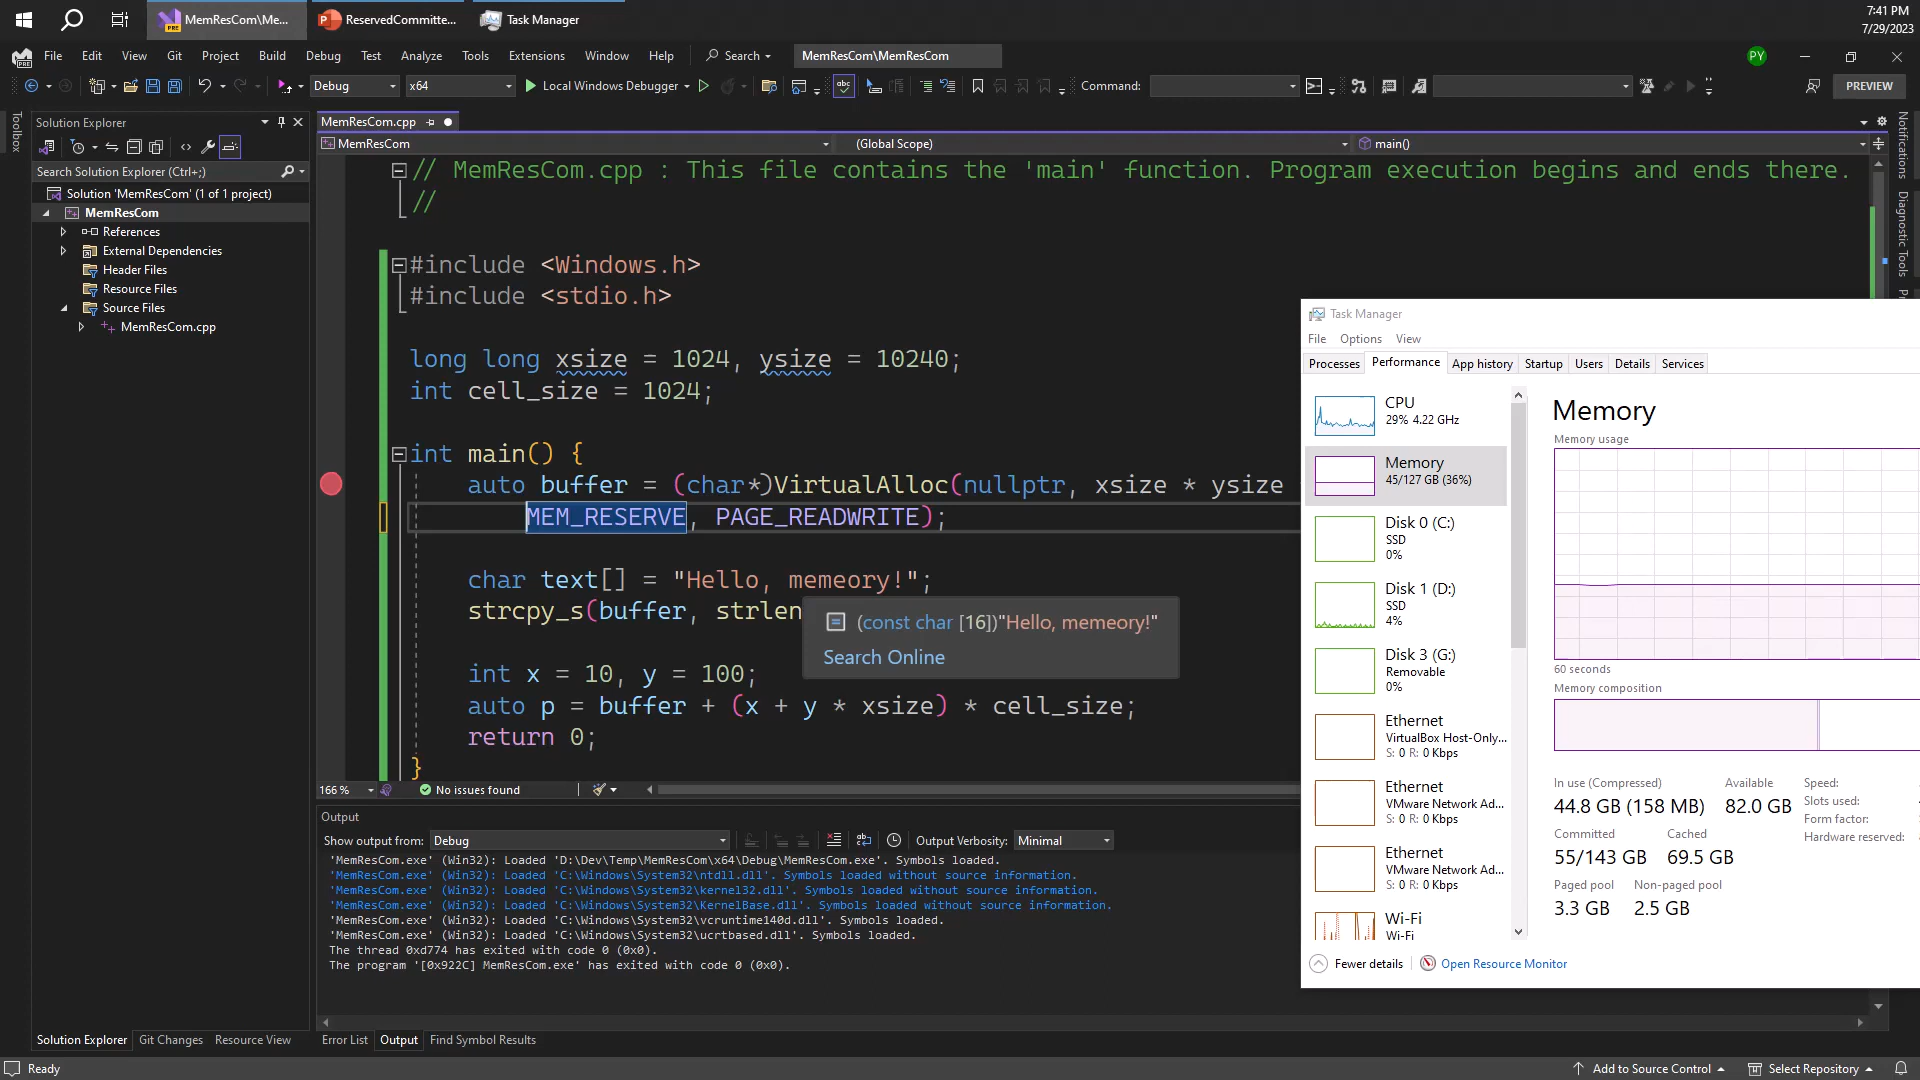 MemResCom\Me...
ReservedCommitte...
Task Manager
7:41 PM
7/29/2023
File Edit View Git Project Build Debug Test Analyze Tools Extensions Window Help Search MemResCom\MemResCom PY
Debug x64 Local Windows Debugger Command: PREVIEW
Toolbox
Solution Explorer
Search Solution Explorer (Ctrl+;)
Solution 'MemResCom' (1 of 1 project)
MemResCom
References
External Dependencies
Header Files
Resource Files
Source Files
MemResCom.cpp
MemResCom.cpp
MemResCom (Global Scope) main()
// MemResCom.cpp : This file contains the 'main' function. Program execution begins and ends there.
//
#include <Windows.h>
#include <stdio.h>
long long xsize = 1024, ysize = 10240;
int cell_size = 1024;
int main() {
auto buffer = (char*)VirtualAlloc(nullptr, xsize * ysize
MEM_RESERVE, PAGE_READWRITE);
char text[] = "Hello, memeory!";
strcpy_s(buffer, strlen
(const char [16])"Hello, memeory!"
Search Online
int x = 10, y = 100;
auto p = buffer + (x + y * xsize) * cell_size;
return 0;
}
166 % No issues found
Output
Show output from: Debug Output Verbosity: Minimal
'MemResCom.exe' (Win32): Loaded 'D:\Dev\Temp\MemResCom\x64\Debug\MemResCom.exe'. Symbols loaded.
'MemResCom.exe' (Win32): Loaded 'C:\Windows\System32\ntdll.dll'. Symbols loaded without source information.
'MemResCom.exe' (Win32): Loaded 'C:\Windows\System32\kernel32.dll'. Symbols loaded without source information.
'MemResCom.exe' (Win32): Loaded 'C:\Windows\System32\KernelBase.dll'. Symbols loaded without source information.
'MemResCom.exe' (Win32): Loaded 'C:\Windows\System32\vcruntime140d.dll'. Symbols loaded.
'MemResCom.exe' (Win32): Loaded 'C:\Windows\System32\ucrtbased.dll'. Symbols loaded.
The thread 0xd774 has exited with code 0 (0x0).
The program '[0x922C] MemResCom.exe' has exited with code 0 (0x0).
Solution Explorer Git Changes Resource View
Error List Output Find Symbol Results
Ready
Add to Source Control Select Repository
Notifications
Diagnostic Tools
Task Manager
File Options View
Processes Performance App history Startup Users Details Services
CPU
29% 4.22 GHz
Memory
45/127 GB (36%)
Disk 0 (C:)
SSD
0%
Disk 1 (D:)
SSD
4%
Disk 3 (G:)
Removable
0%
Ethernet
VirtualBox Host-Only...
S: 0 R: 0 Kbps
Ethernet
VMware Network Ad...
S: 0 R: 0 Kbps
Ethernet
VMware Network Ad...
S: 0 R: 0 Kbps
Wi-Fi
Wi-Fi
Memory
Memory usage
60 seconds
Memory composition
In use (Compressed) Available Speed:
44.8 GB (158 MB) 82.0 GB Slots used:
Form factor:
Committed Cached Hardware reserved:
55/143 GB 69.5 GB
Paged pool Non-paged pool
3.3 GB 2.5 GB
Fewer details Open Resource Monitor